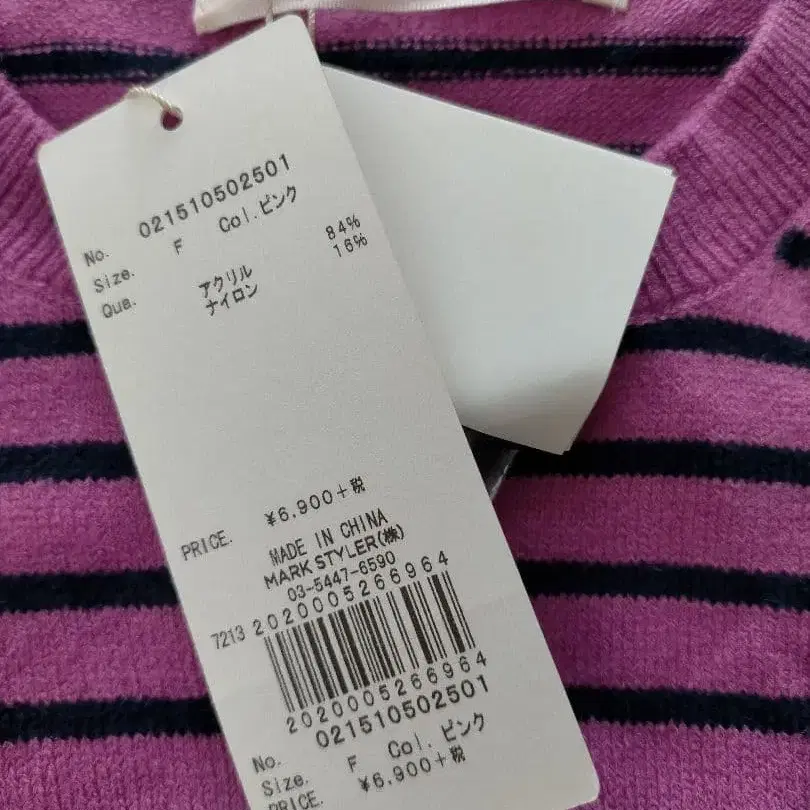 No. 021510502501
Size. F Col.ピンク
Qua. アクリル 84%
ナイロン 16%
PRICE. ¥6,900+税
MADE IN CHINA
MARK STYLER(株)
03-5447-6590
7213 2020005266964
2020005266964
021510502501
No.
Size. F Col.ピンク
PRICE. ¥6,900+税